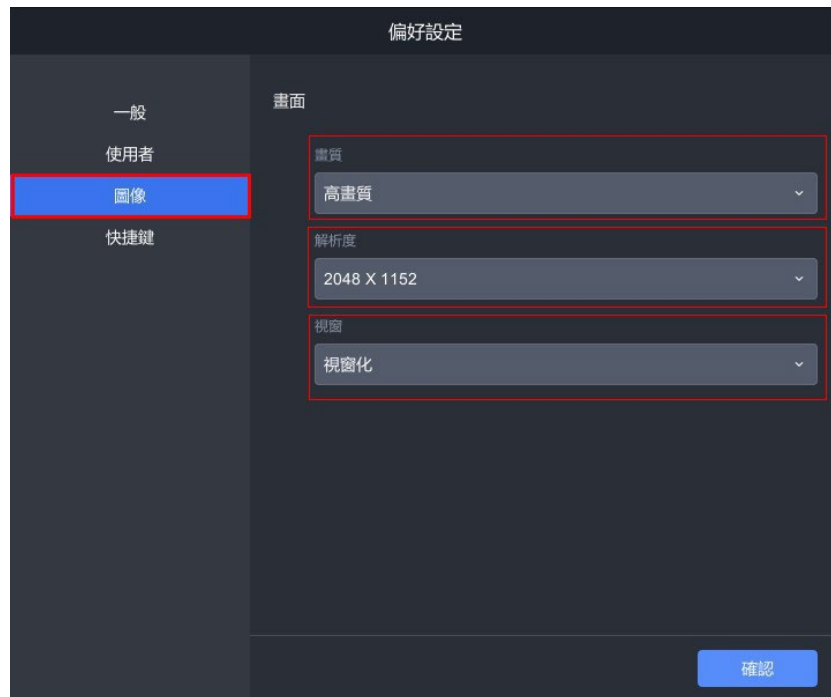 偏好設定
一般
使用者
圖像
快捷鍵
畫面
畫質
高畫質
解析度
2048 X 1152
視窗
視窗化
確認